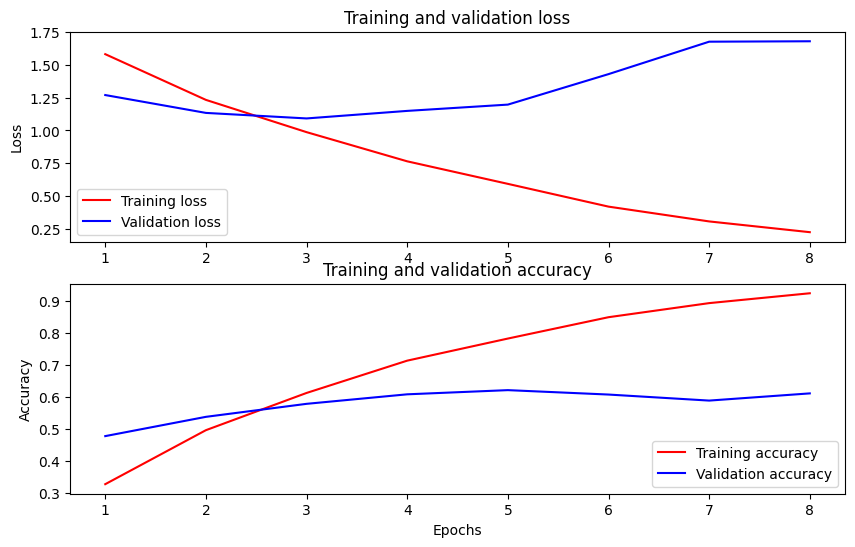 Training and validation loss
1.75
1.50
1.25
1.00
0.75
0.50
0.25
Loss
Training loss
Validation loss
1 2 3 4 5 6 7 8
Training and validation accuracy
0.9
0.8
0.7
0.6
0.5
0.4
0.3
Accuracy
Training accuracy
Validation accuracy
1 2 3 4 5 6 7 8
Epochs